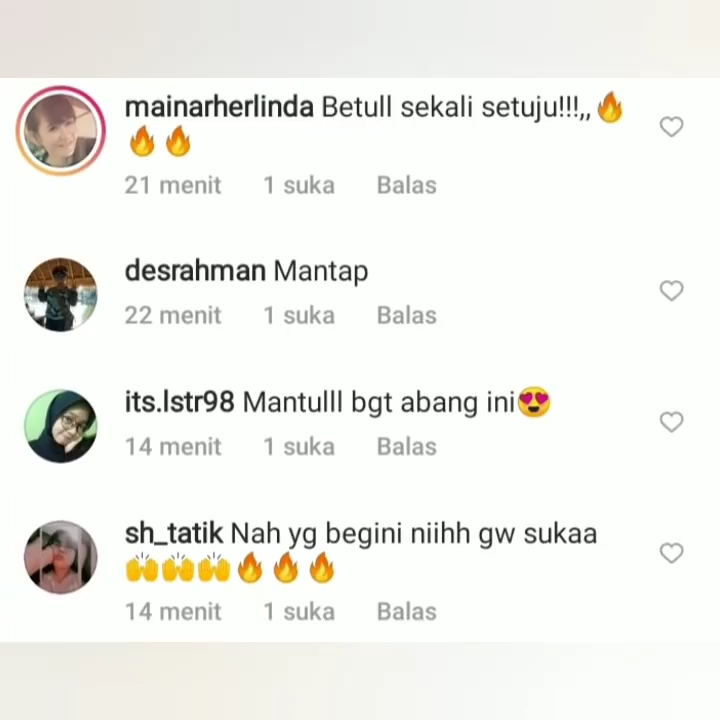 mainarherlinda Betull sekali setuju!!!,,🔥
🔥🔥
21 menit 1 suka Balas
desrahman Mantap
22 menit 1 suka Balas
its.lstr98 Mantulll bgt abang ini😍
14 menit 1 suka Balas
sh_tatik Nah yg begini niihh gw sukaa
🙌🙌🙌🔥🔥🔥
14 menit 1 suka Balas